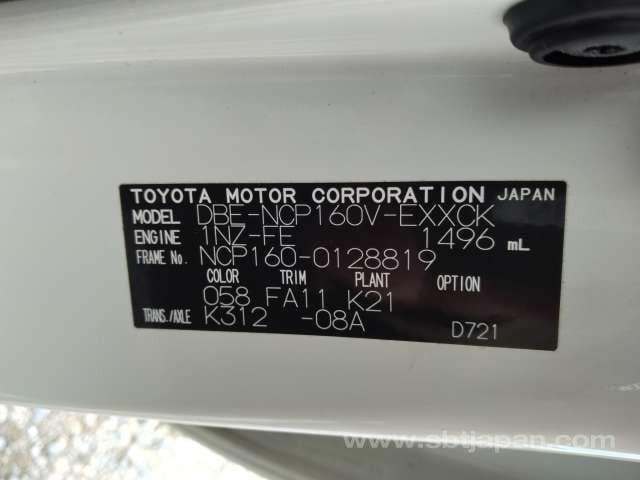 TOYOTA MOTOR CORPORATION JAPAN
MODEL DBE-NCP160V-EXXCK
ENGINE 1NZ-FE 1496 mL
FRAME No. NCP160-0128819
COLOR TRIM PLANT OPTION
058 FA11 K21
TRANS./AXLE K312 -08A D721
www.sbtjapan.com